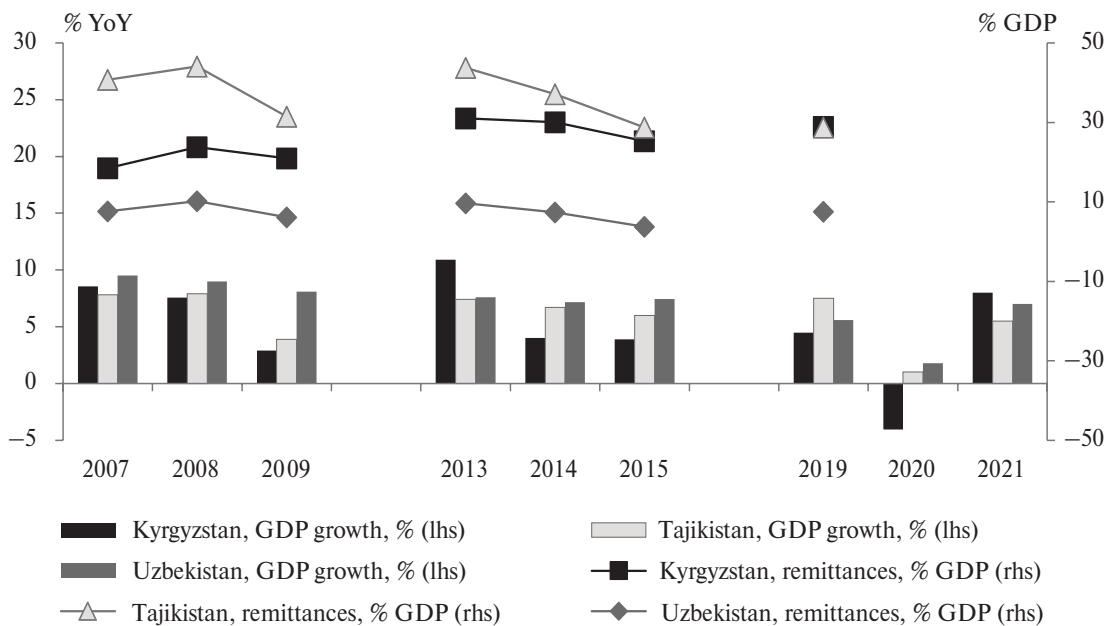 % YoY % GDP
30 50
25
30
20
15 10
10 −10
5
−30
0
−5 −50
2007 2008 2009 2013 2014 2015 2019 2020 2021
Kyrgyzstan, GDP growth, % (lhs) Tajikistan, GDP growth, % (lhs)
Uzbekistan, GDP growth, % (lhs) Kyrgyzstan, remittances, % GDP (rhs)
Tajikistan, remittances, % GDP (rhs) Uzbekistan, remittances, % GDP (rhs)